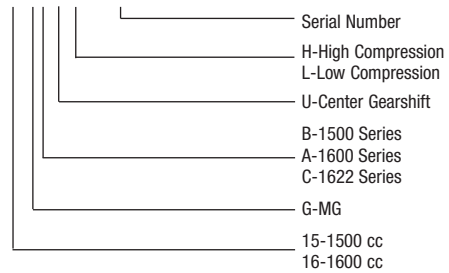 Serial Number
H-High Compression
L-Low Compression
U-Center Gearshift
B-1500 Series
A-1600 Series
C-1622 Series
G-MG
15-1500 cc
16-1600 cc